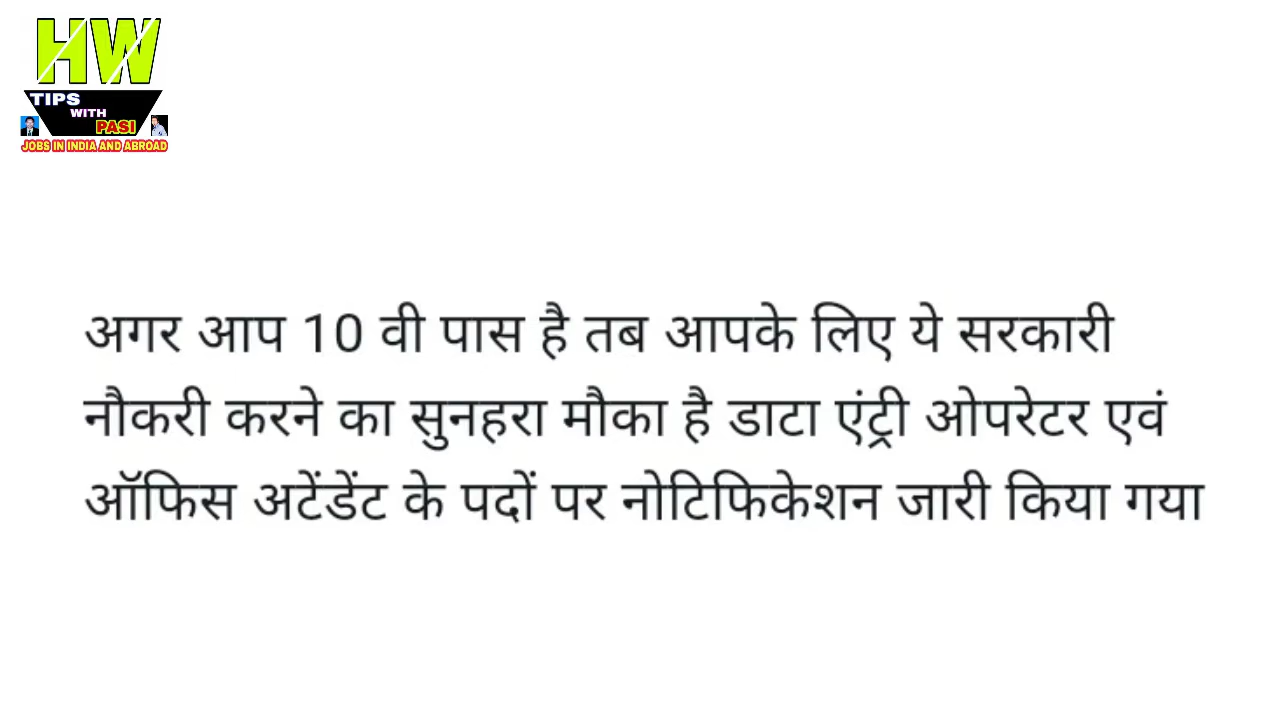 HW
TIPS
WITH
PASI
JOBS IN INDIA AND ABROAD
अगर आप 10 वी पास है तब आपके लिए ये सरकारी
नौकरी करने का सुनहरा मौका है डाटा एंट्री ओपरेटर एवं
ऑफिस अटेंडेंट के पदों पर नोटिफिकेशन जारी किया गया